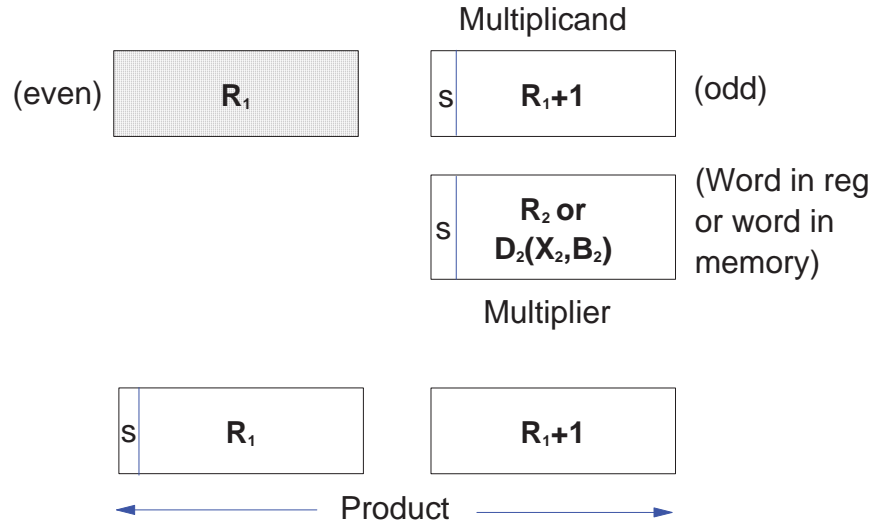 Multiplicand
(even) R₁ s R₁+1 (odd)
s R₂ or D₂(X₂,B₂) (Word in reg or word in memory)
Multiplier
s R₁ R₁+1
Product